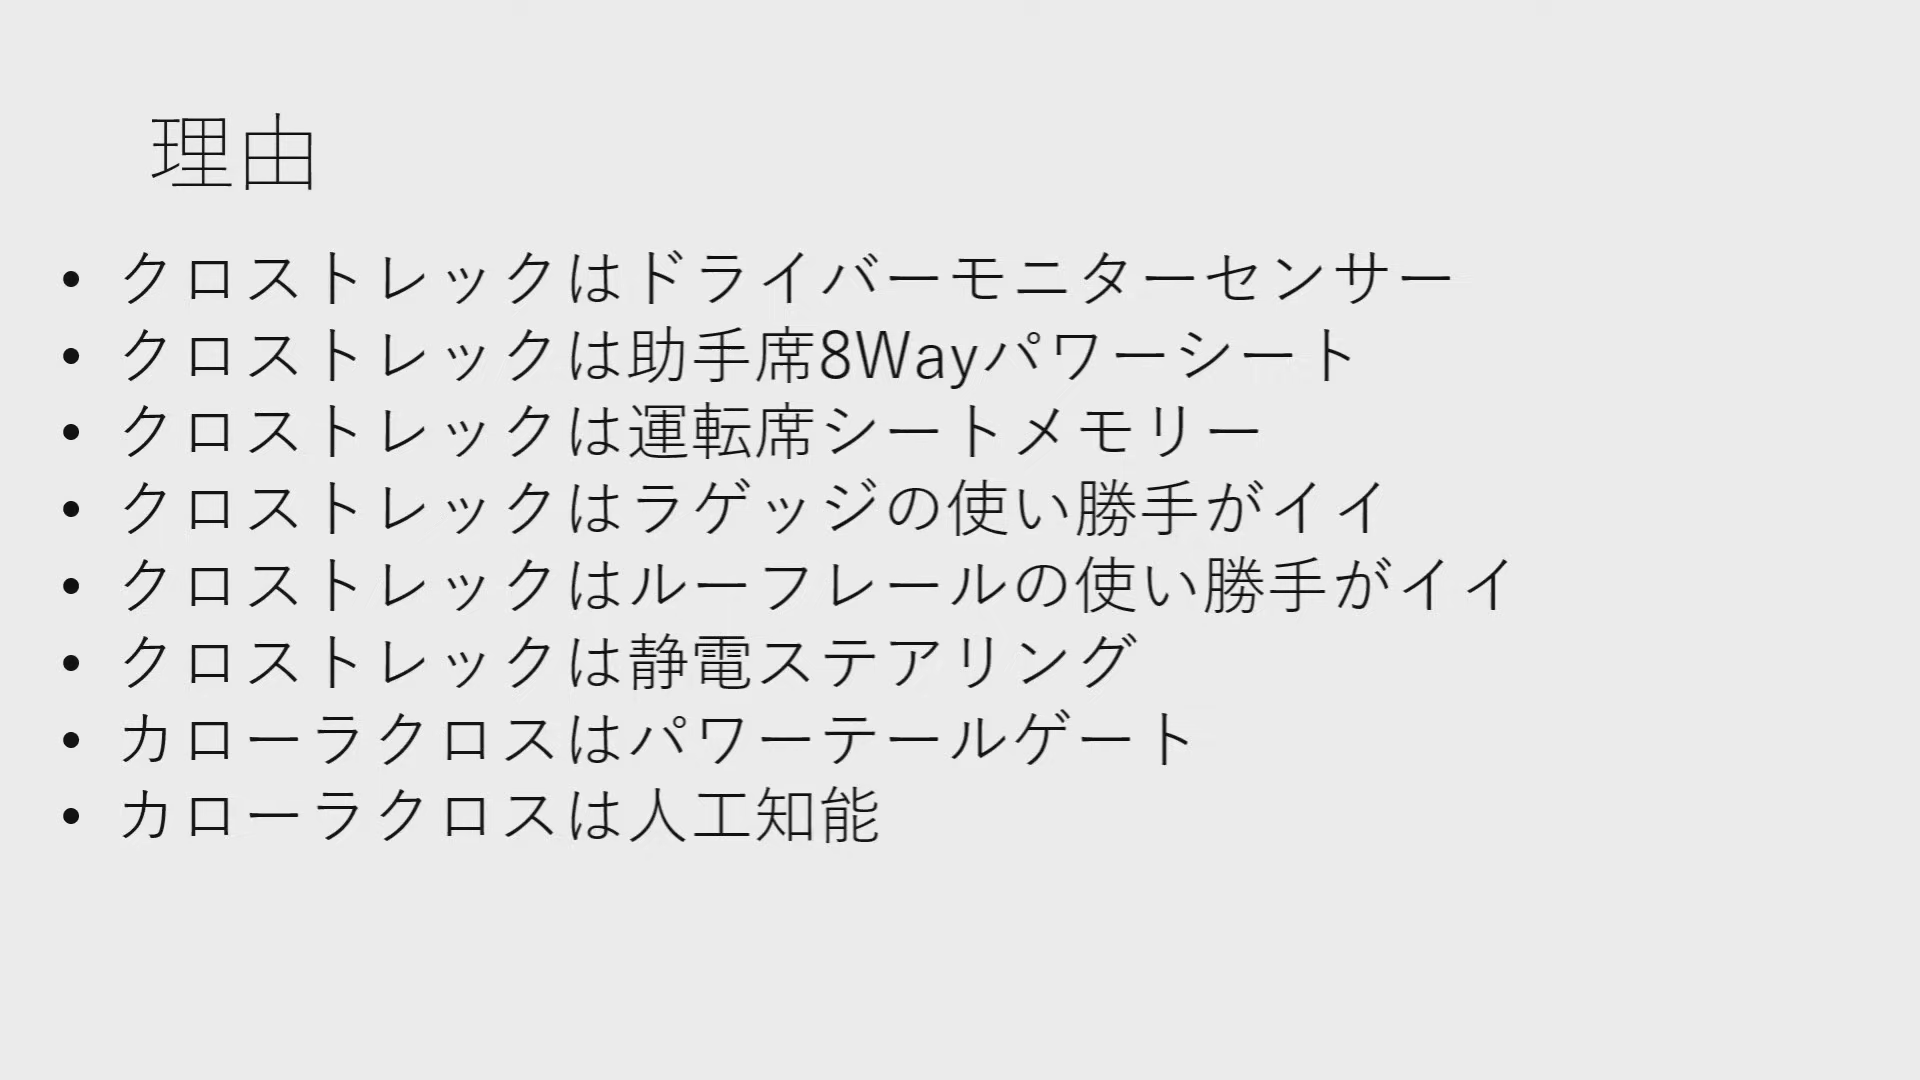 理由
• クロストレックはドライバーモニターセンサー
• クロストレックは助手席8Wayパワーシート
• クロストレックは運転席シートメモリー
• クロストレックはラゲッジの使い勝手がイイ
• クロストレックはルーフレールの使い勝手がイイ
• クロストレックは静電ステアリング
• カローラクロスはパワーテールゲート
• カローラクロスは人工知能